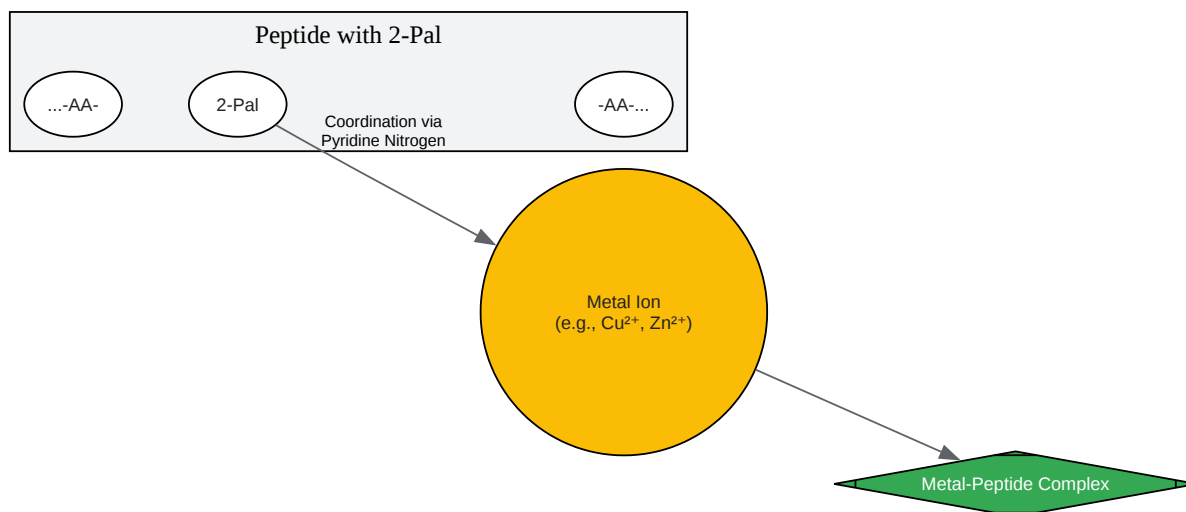 Peptide with 2-Pal
...-AA-
2-Pal
-AA-...
Coordination via
Pyridine Nitrogen
Metal Ion
(e.g., Cu²⁺, Zn²⁺)
Metal-Peptide Complex